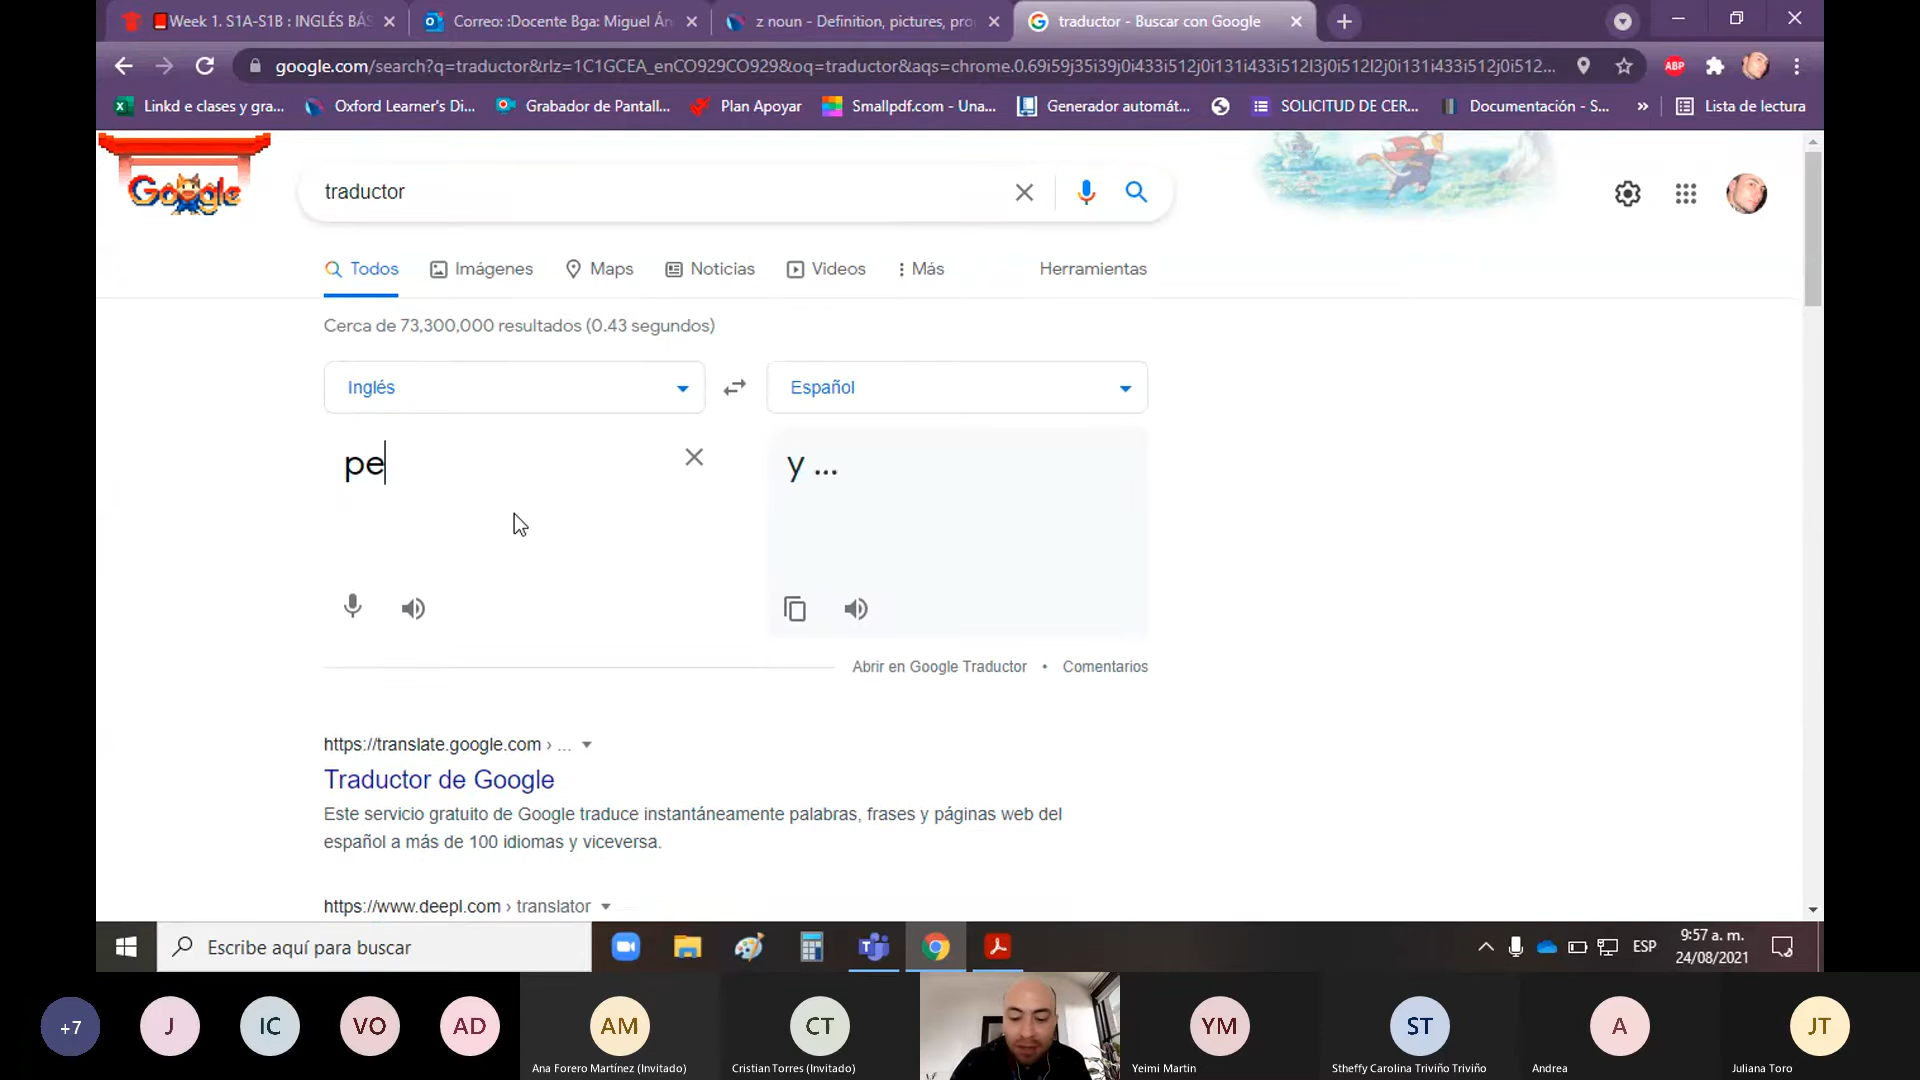 Week 1. S1A-S1B : INGLÉS BÁS
Correo: :Docente Bga: Miguel Án
z noun - Definition, pictures, pro
traductor - Buscar con Google
google.com/search?q=traductor&rlz=1C1GCEA_enCO929CO929&oq=traductor&aqs=chrome.0.69i59j35i39j0i433i512j0i131i433i512l3j0i512l2j0i131i433i512j0i512...
ABP
Linkd e clases y gra...
Oxford Learner's Di...
Grabador de Pantall...
Plan Apoyar
Smallpdf.com - Una...
Generador automát...
SOLICITUD DE CER...
Documentación - S...
»
Lista de lectura
Google
traductor
Todos
Imágenes
Maps
Noticias
Videos
Más
Herramientas
Cerca de 73,300,000 resultados (0.43 segundos)
Inglés
Español
pe
y ...
Abrir en Google Traductor • Comentarios
https://translate.google.com › ...
Traductor de Google
Este servicio gratuito de Google traduce instantáneamente palabras, frases y páginas web del
español a más de 100 idiomas y viceversa.
https://www.deepl.com › translator
Escribe aquí para buscar
ESP
9:57 a. m.
24/08/2021
+7
J
IC
VO
AD
AM
Ana Forero Martínez (Invitado)
CT
Cristian Torres (Invitado)
YM
Yeimi Martin
ST
Stheffy Carolina Triviño Triviño
A
Andrea
JT
Juliana Toro